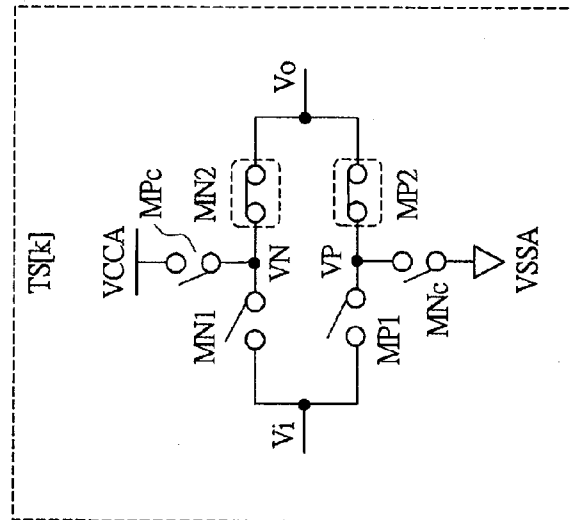 TS[k]
VCCA
MPc
MN1
VN
MN2
Vi
Vo
MP1
VP
MP2
MNc
VSSA